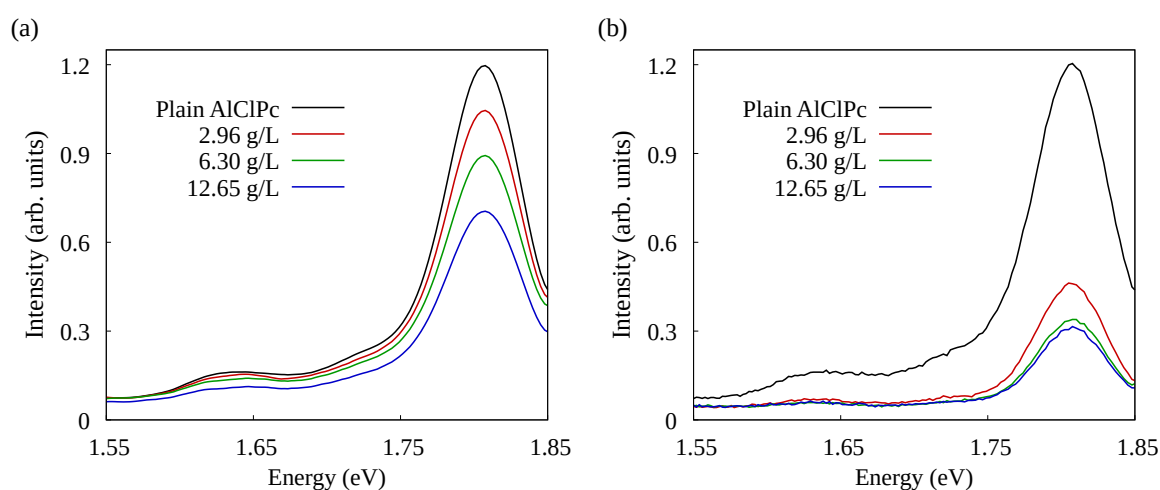 (a)
Intensity (arb. units)
1.2
0.9
0.6
0.3
0
Plain AlClPc
2.96 g/L
6.30 g/L
12.65 g/L
1.55 1.65 1.75 1.85
Energy (eV)
(b)
Intensity (arb. units)
1.2
0.9
0.6
0.3
0
Plain AlClPc
2.96 g/L
6.30 g/L
12.65 g/L
1.55 1.65 1.75 1.85
Energy (eV)